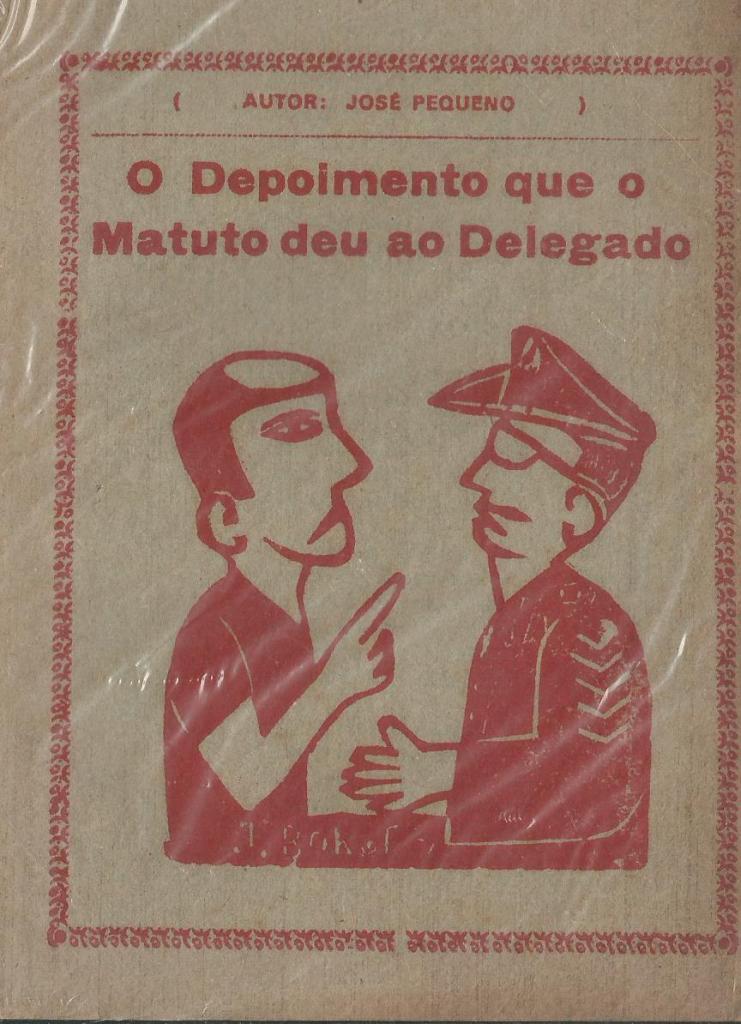 ( AUTOR: JOSÉ PEQUENO )
O Depoimento que o
Matuto deu ao Delegado